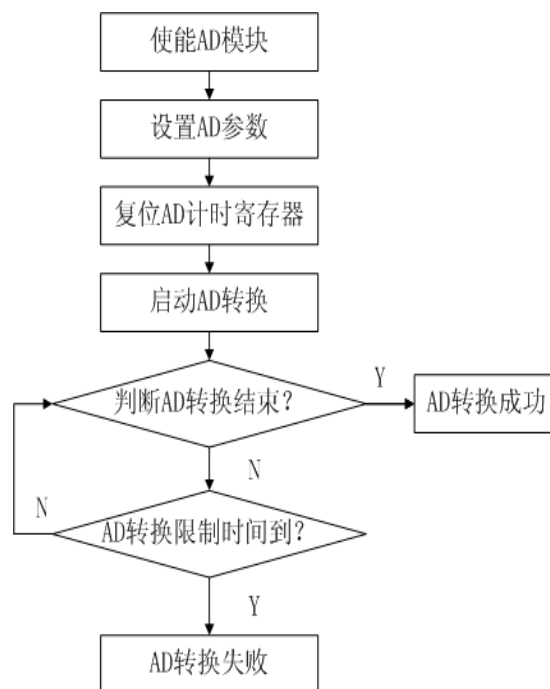 使能AD模块
设置AD参数
复位AD计时寄存器
启动AD转换
判断AD转换结束?
Y
AD转换成功
N
N
AD转换限制时间到?
Y
AD转换失败